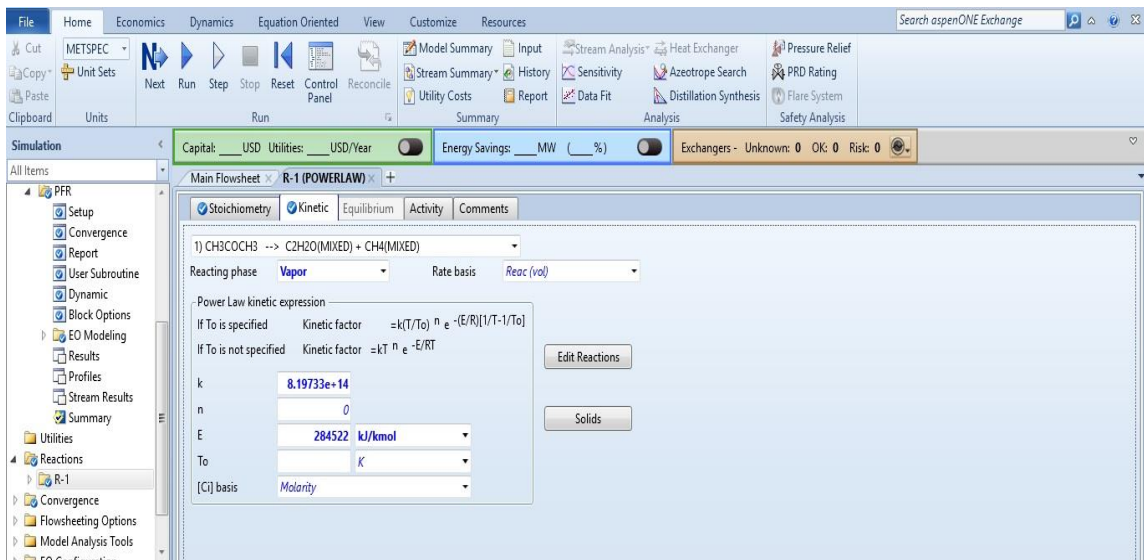 File Home Economics Dynamics Equation Oriented View Customize Resources Search aspenONE Exchange
Cut METSPEC Model Summary Input Stream Analysis Heat Exchanger Pressure Relief
Copy Unit Sets Next Run Step Stop Reset Control Panel Reconcile Stream Summary History Sensitivity Azeotrope Search PRD Rating
Paste Utility Costs Report Data Fit Distillation Synthesis Flare System
Clipboard Units Run Summary Analysis Safety Analysis
Simulation Capital: ____USD Utilities: ____USD/Year Energy Savings: ____MW (____%) Exchangers - Unknown: 0 OK: 0 Risk: 0
All Items Main Flowsheet R-1 (POWERLAW) +
PFR
Setup
Convergence
Report
User Subroutine
Dynamic
Block Options
EO Modeling
Results
Profiles
Stream Results
Summary
Utilities
Reactions
R-1
Convergence
Flowsheeting Options
Model Analysis Tools
EO Configuration
Stoichiometry Kinetic Equilibrium Activity Comments
1) CH3COCH3 --> C2H2O(MIXED) + CH4(MIXED)
Reacting phase Vapor Rate basis Reac (vol)
Power Law kinetic expression
If To is specified Kinetic factor =k(T/To) n e -(E/R)[1/T-1/To]
If To is not specified Kinetic factor =kT n e -E/RT
Edit Reactions
k 8.19733e+14
n 0
Solids
E 284522 kJ/kmol
To K
[Ci] basis Molarity